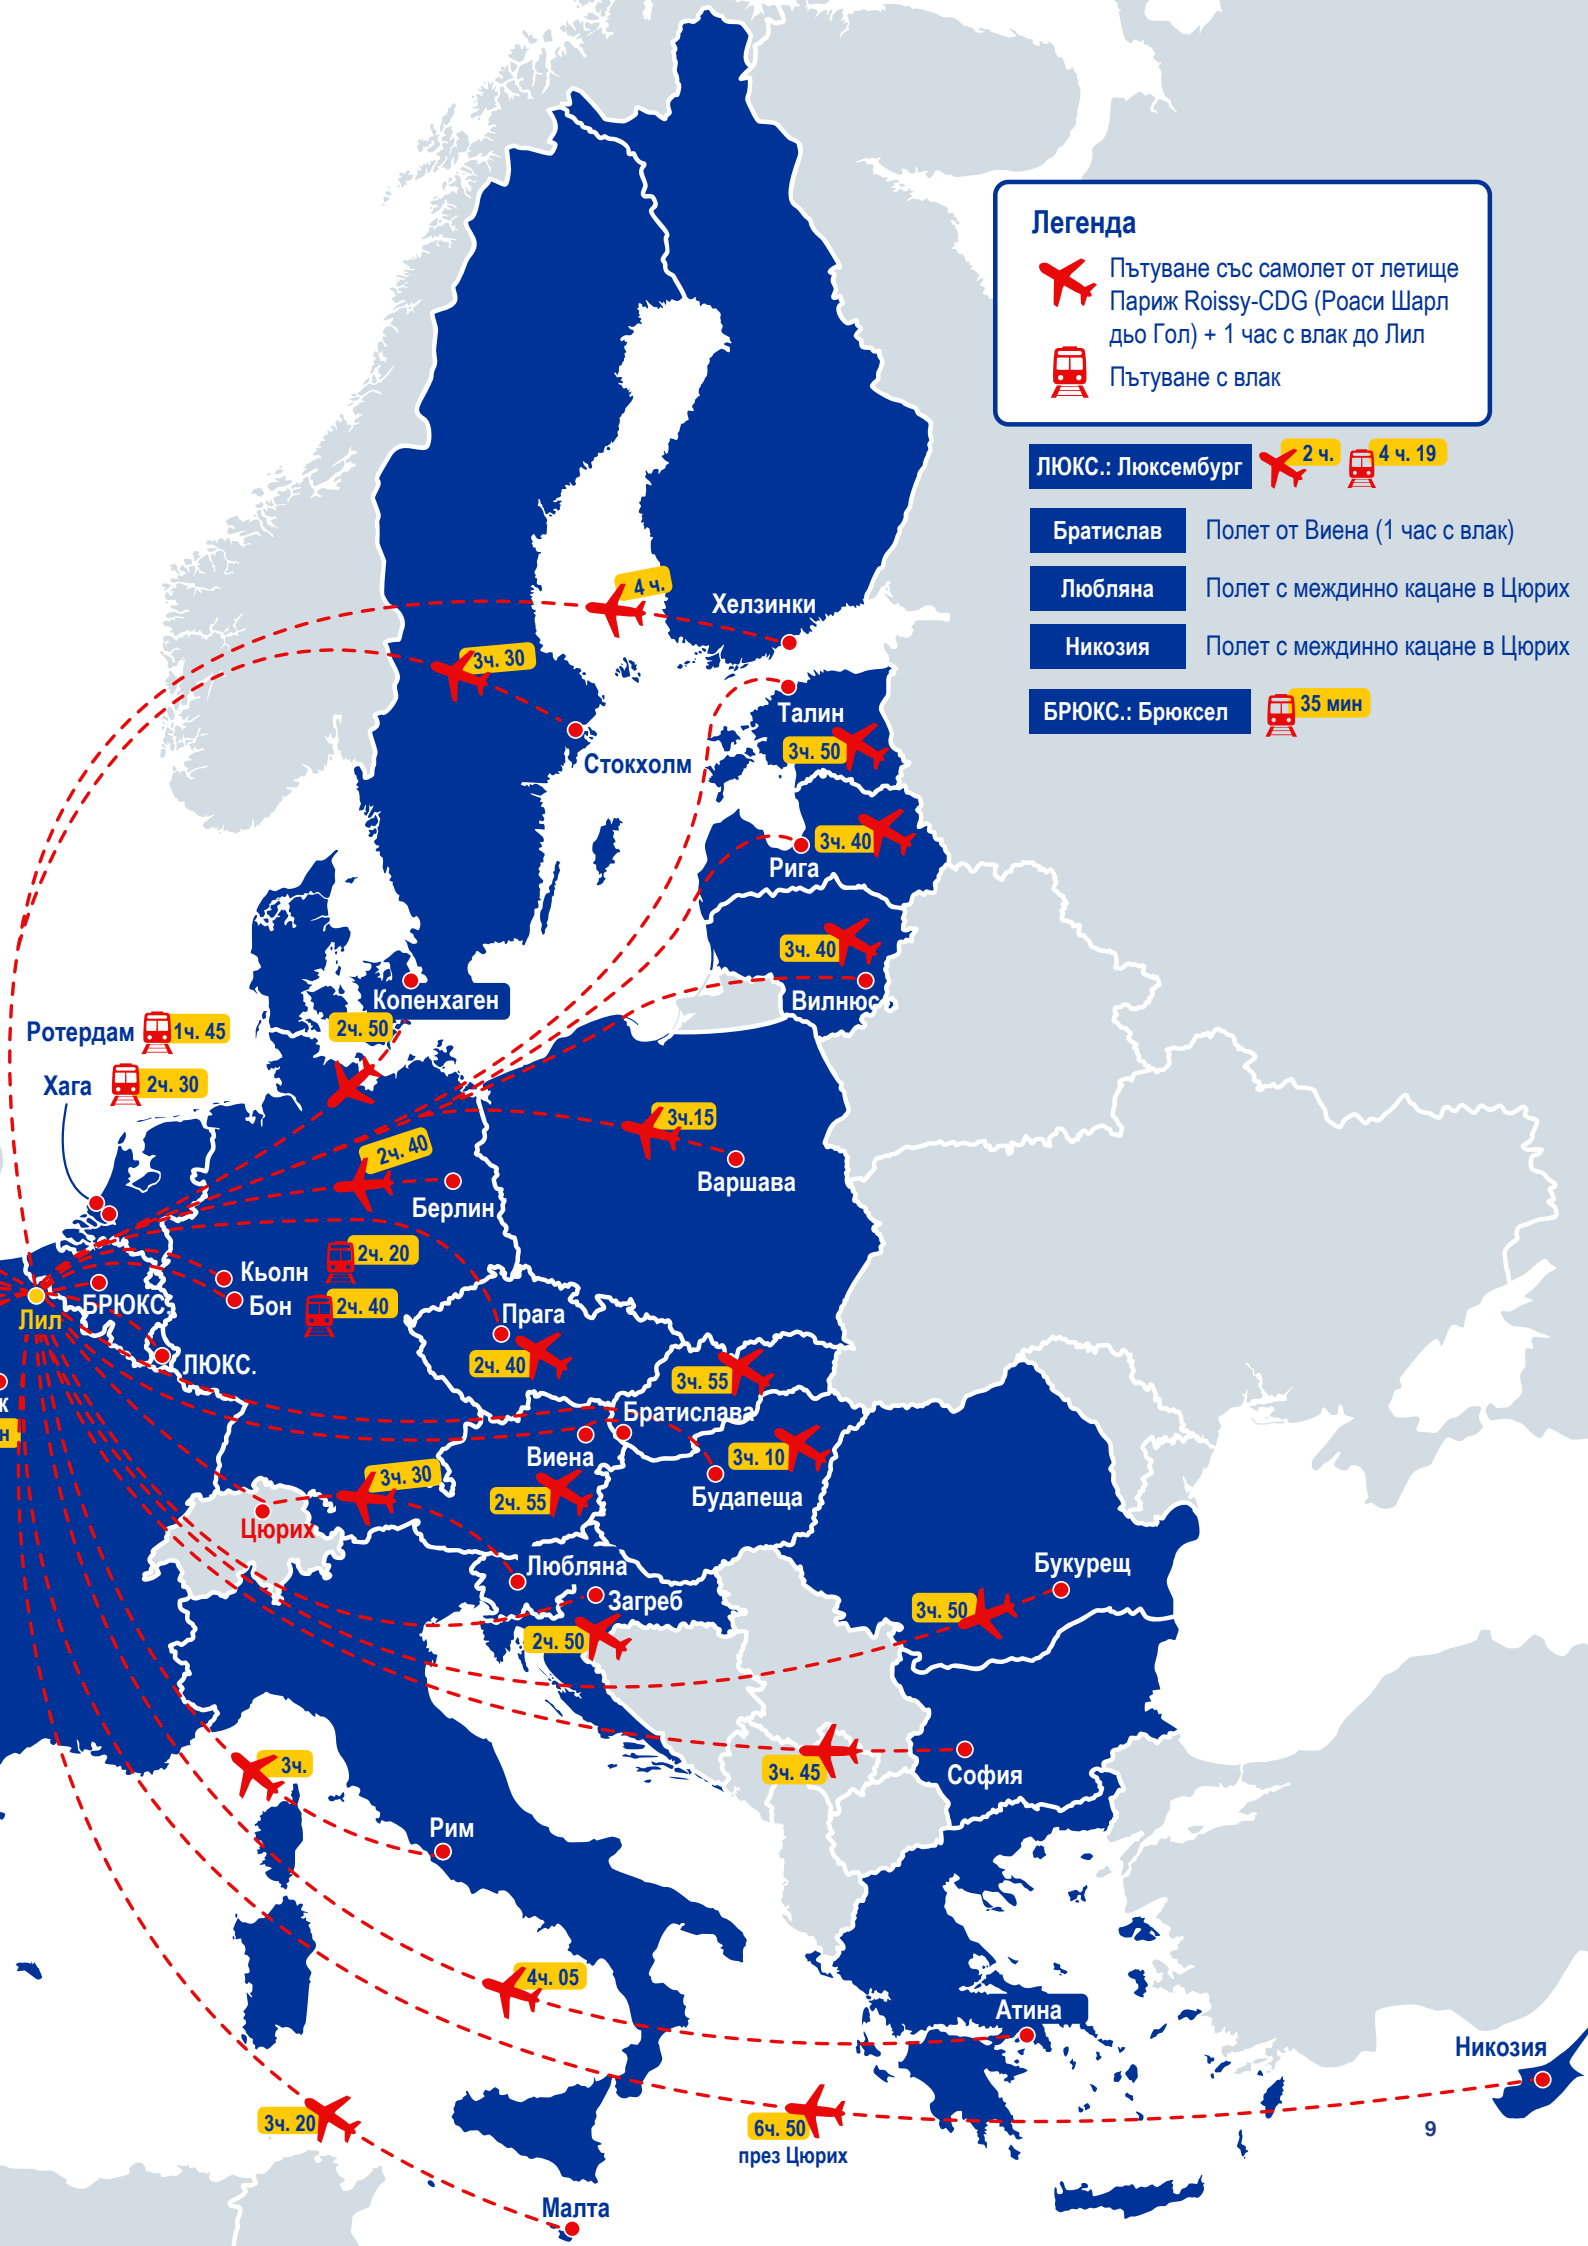 Легенда
Пътуване със самолет от летище
Париж Roissy-CDG (Роаси Шарл
дьо Гол) + 1 час с влак до Лил
Пътуване с влак
ЛЮКС.: Люксембург
2 ч.
4 ч. 19
Братислав
Полет от Виена (1 час с влак)
Любляна
Полет с междинно кацане в Цюрих
Никозия
Полет с междинно кацане в Цюрих
БРЮКС.: Брюксел
35 мин
4 ч.
Хелзинки
3ч. 30
Стокхолм
Талин
3ч. 50
3ч. 40
Рига
3ч. 40
Вилнюс
Копенхаген
2ч. 50
Ротердам
1ч. 45
Хага
2ч. 30
3ч.15
Варшава
2ч. 40
Берлин
Кьолн
2ч. 20
Бон
2ч. 40
БРЮКС.
Лил
ЛЮКС.
Прага
2ч. 40
3ч. 55
Братислава
к
н
Виена
2ч. 55
3ч. 10
Будапеща
3ч. 30
Цюрих
Любляна
Загреб
2ч. 50
Букурещ
3ч. 50
3ч. 45
София
3ч.
Рим
4ч. 05
Атина
Никозия
6ч. 50
през Цюрих
3ч. 20
Малта
9